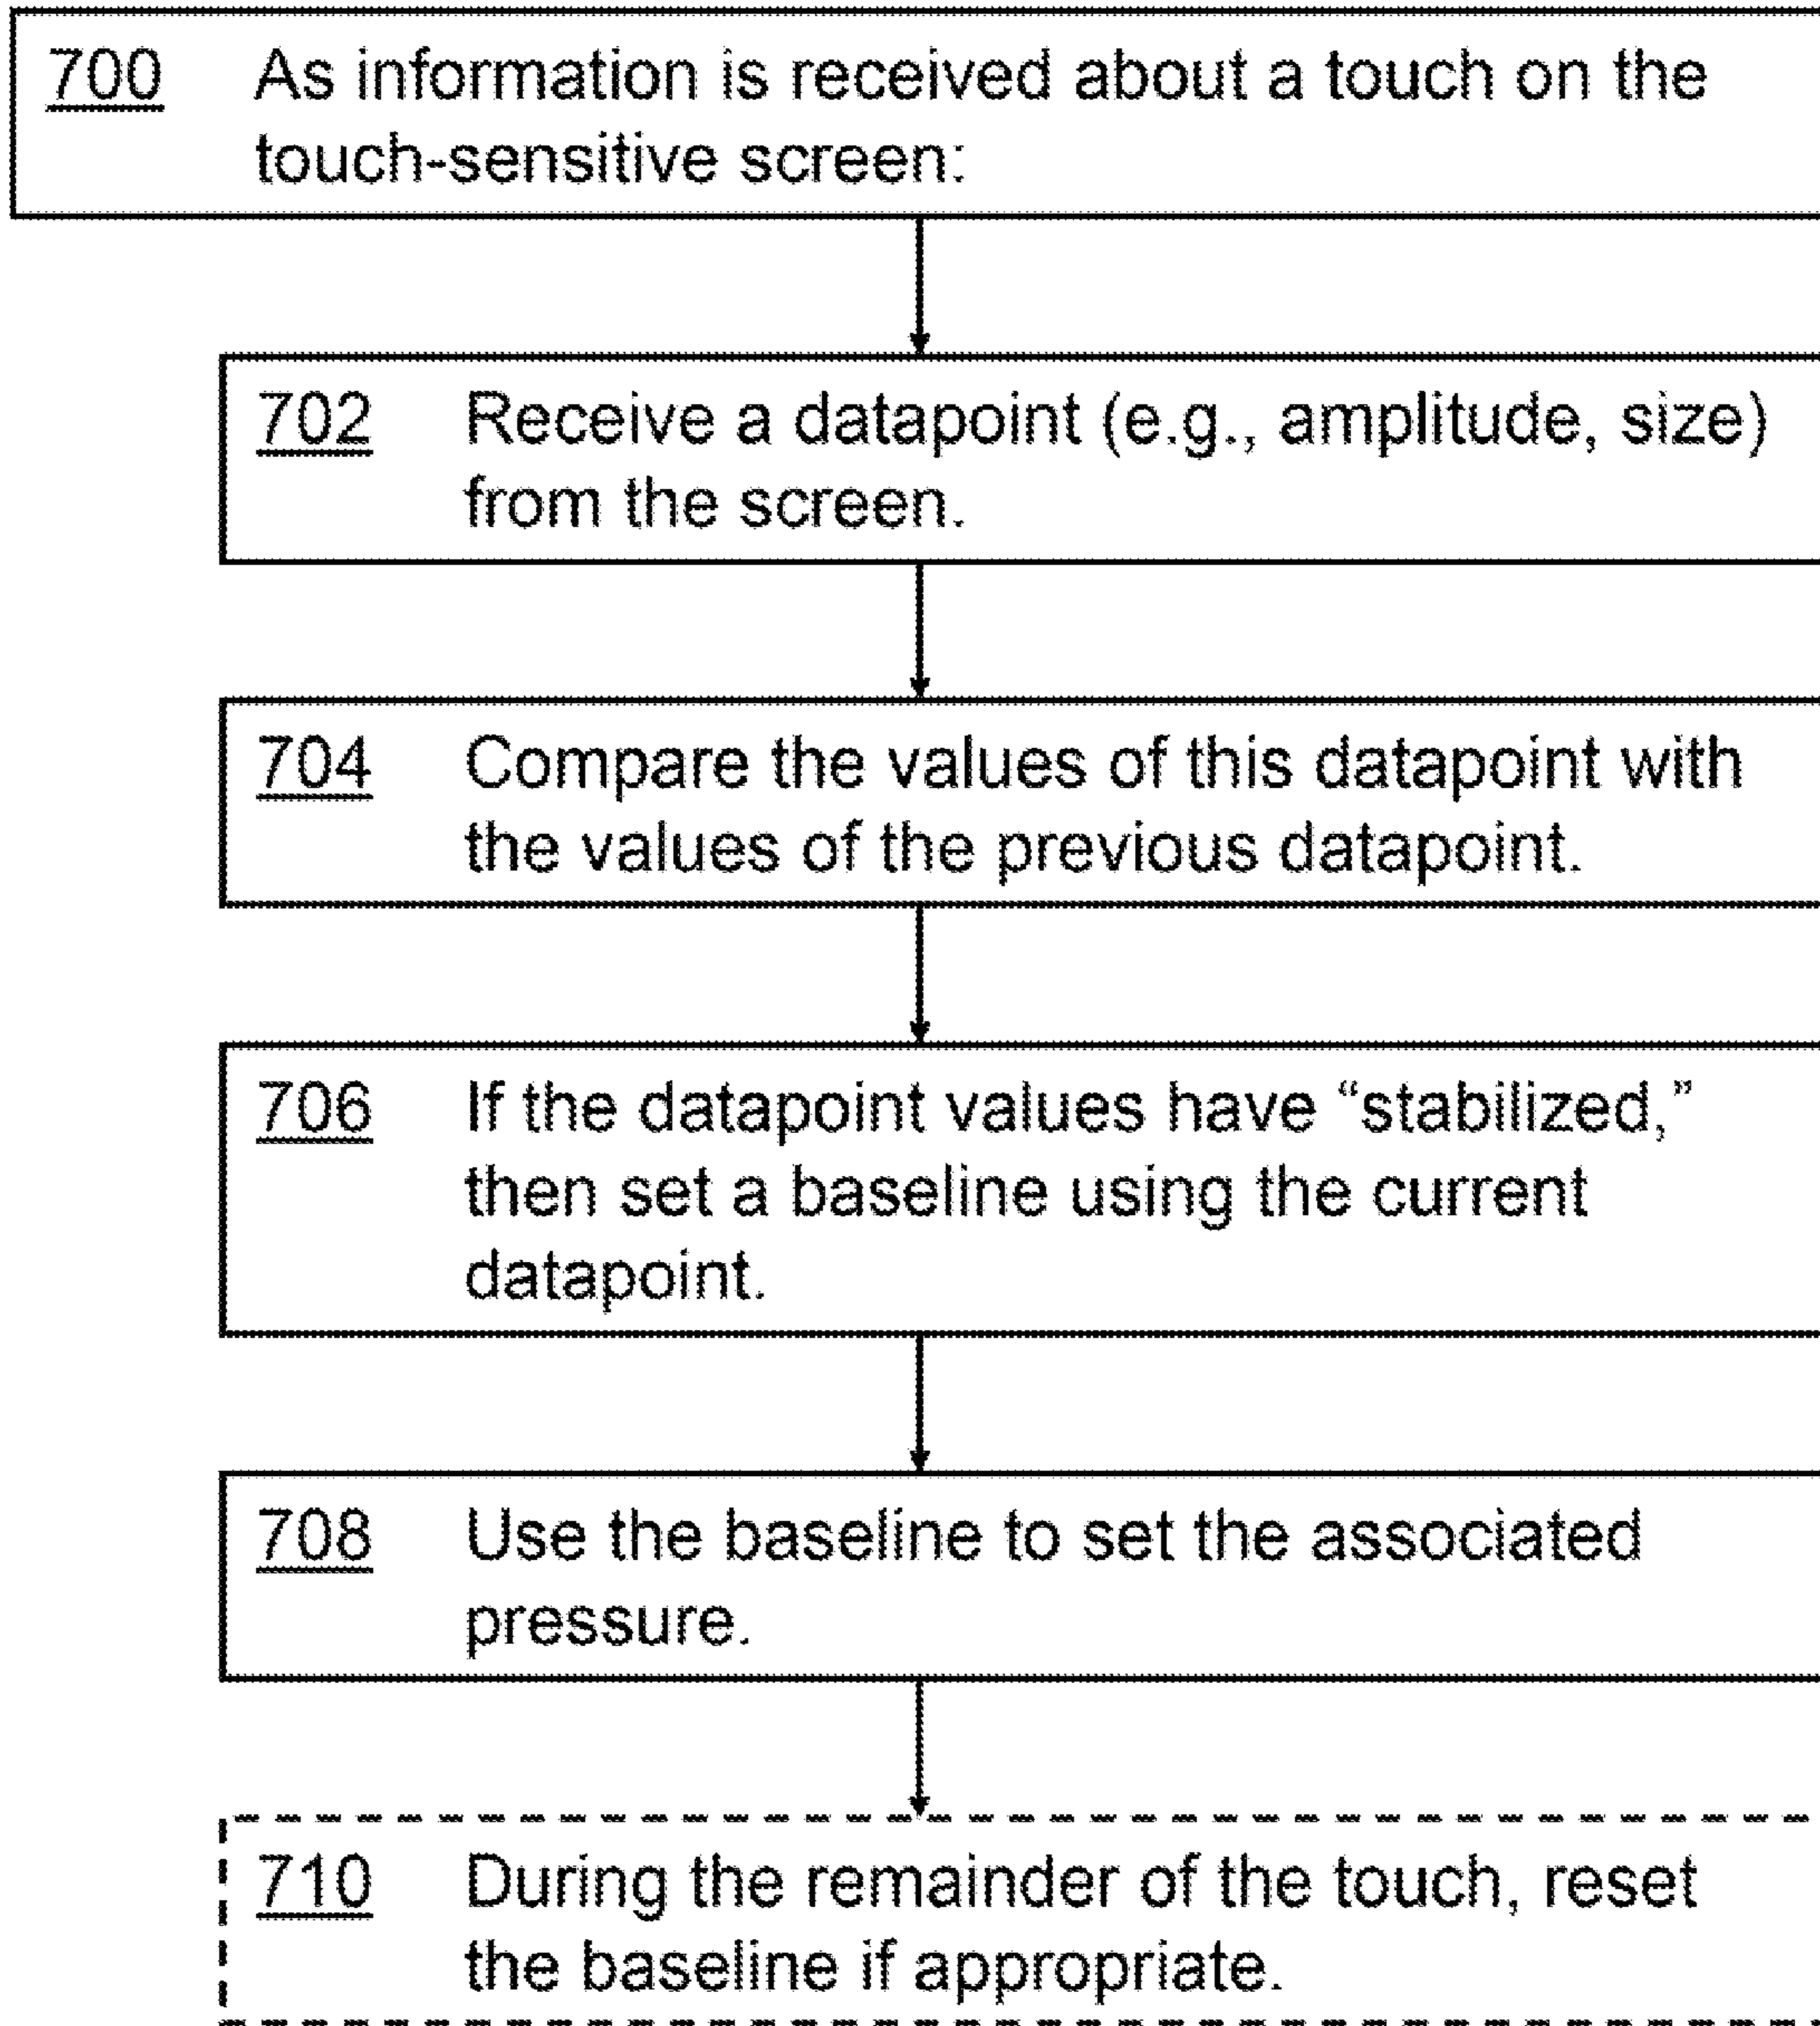 700 As information is received about a touch on the
touch-sensitive screen:
702 Receive a datapoint (e.g., amplitude, size)
from the screen.
704 Compare the values of this datapoint with
the values of the previous datapoint.
706 If the datapoint values have “stabilized,”
then set a baseline using the current
datapoint.
708 Use the baseline to set the associated
pressure.
710 During the remainder of the touch, reset
the baseline if appropriate.